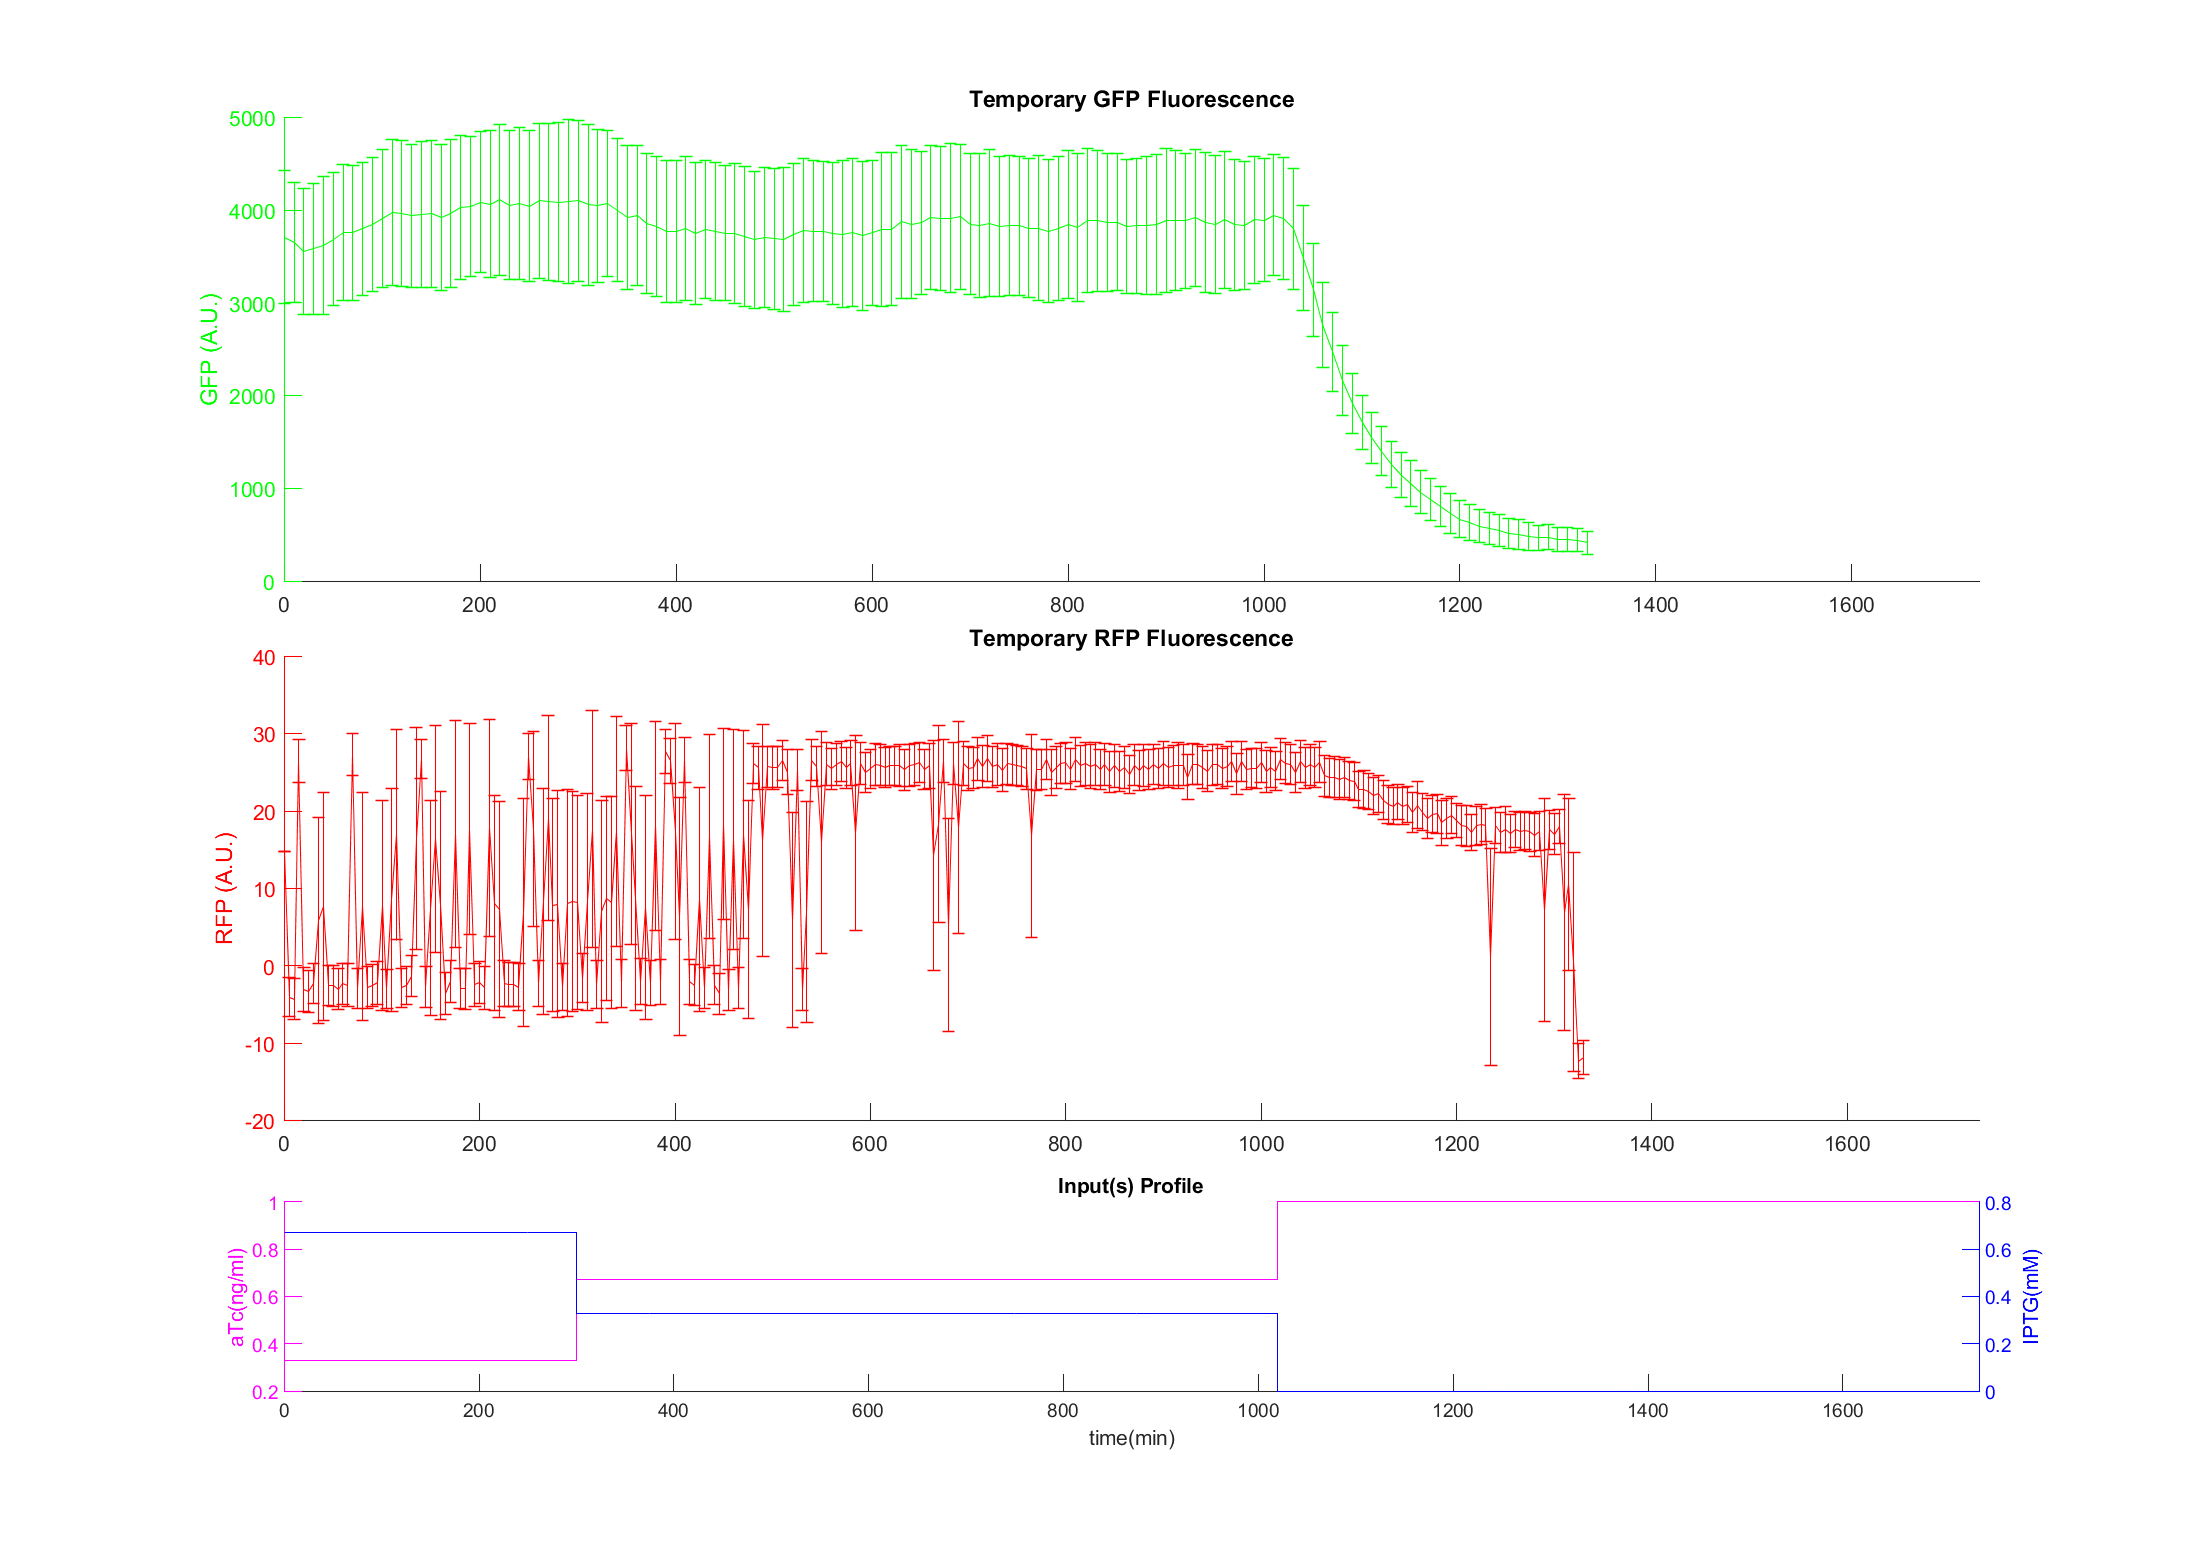 Temporary GFP Fluorescence
5000
4000
3000
2000
1000
0
GFP (A.U.)
0 200 400 600 800 1000 1200 1400 1600
Temporary RFP Fluorescence
40
30
20
10
0
-10
-20
RFP (A.U.)
0 200 400 600 800 1000 1200 1400 1600
Input(s) Profile
1
0.8
0.6
0.4
0.2
aTc(ng/ml)
0.8
0.6
0.4
0.2
0
IPTG(mM)
0 200 400 600 800 1000 1200 1400 1600
time(min)